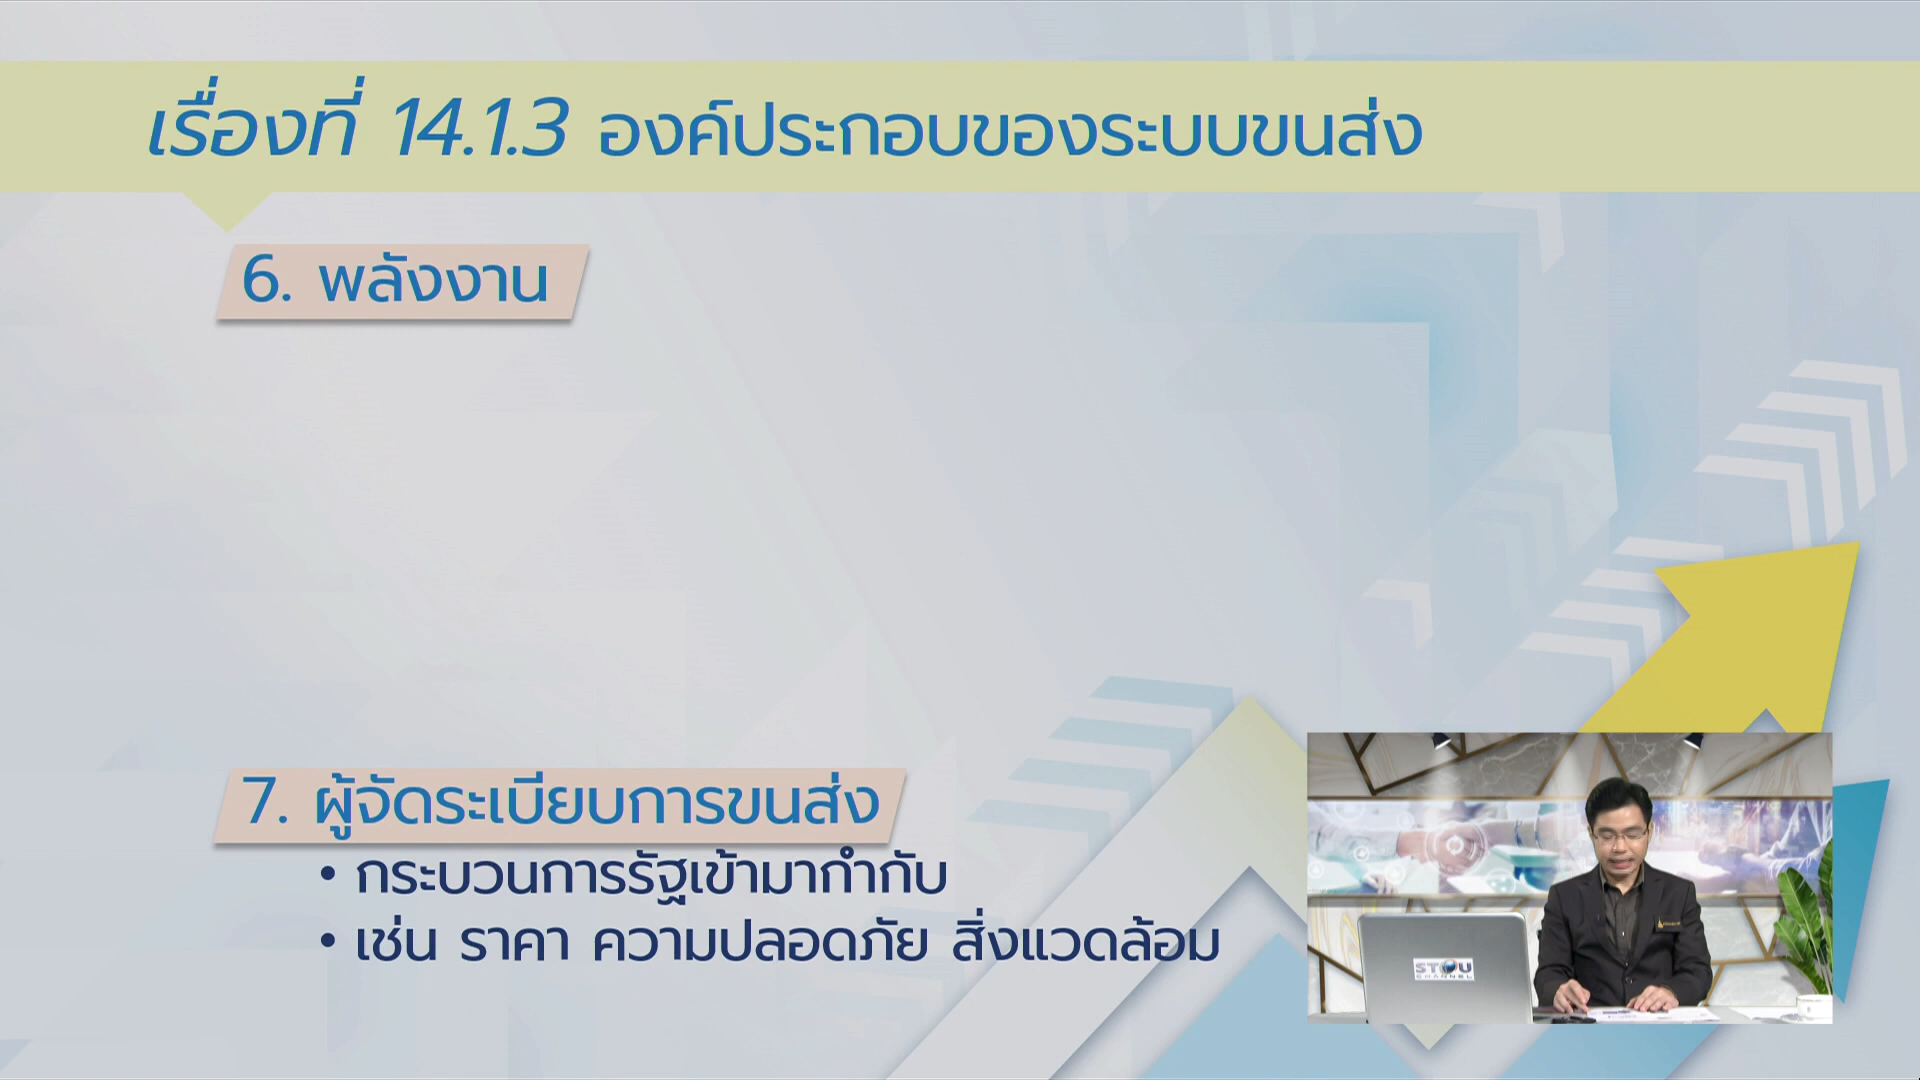 เรื่องที่ 14.1.3 องค์ประกอบของระบบขนส่ง
6. พลังงาน
7. ผู้จัดระเบียบการขนส่ง
• กระบวนการรัฐเข้ามากำกับ
• เช่น ราคา ความปลอดภัย สิ่งแวดล้อม
STOU
CHANNEL